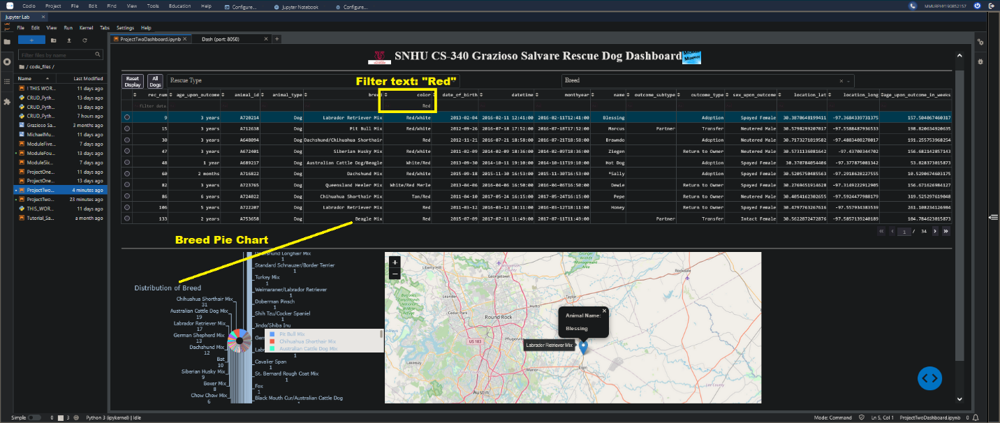 Codio Project File Edit Find View Tools Education Help Configure... Jupyter Notebook Configure... MMURPHY190852157
Jupyter Lab ×
File Edit View Run Kernel Tabs Settings Help
+
ProjectTwoDashboard.ipynb × Dash (port: 8050) × +
Filter files by name
/ code_files /
Name Last Modified
I THIS WOR... 11 days ago
CRUD_Pyth... 13 days ago
CRUD_Pyth... 13 days ago
CRUD_Pyth... 7 hours ago
Grazioso Sa... 3 months ago
MichaelMu... 11 days ago
ModuleFive... 7 days ago
ModuleFou... 13 days ago
ModuleSix... 7 days ago
ProjectOne... 11 days ago
ProjectOne... 13 days ago
ProjectTwo... 4 minutes ago
ProjectTwo... 23 minutes ago
THIS_WOR... 11 days ago
Tutorial_Sa... a month ago
SNHU CS-340 Grazioso Salvare Rescue Dog Dashboard
Reset Display All Dogs Rescue Type Breed
Filter text: "Red"
rec_num age_upon_outcome animal_id animal_type breed color date_of_birth datetime monthyear name outcome_subtype outcome_type sex_upon_outcome location_lat location_long age_upon_outcome_in_weeks
filter data... Red
9 3 years A720214 Dog Labrador Retriever Mix Red/White 2013-02-04 2016-02-11 12:41:00 2016-02-11T12:41:00 Blessing Adoption Spayed Female 30.3870648199411 -97.3684339731375 157.504067460317
15 3 years A712638 Dog Pit Bull Mix Red/White 2012-09-26 2016-07-18 17:52:00 2016-07-18T17:52:00 Marcus Partner Transfer Neutered Male 30.5798299207017 -97.5588487936533 198.820634920635
30 3 years A648094 Dog Dachshund/Chihuahua Shorthair Red 2012-11-21 2016-07-21 18:58:00 2016-07-21T18:58:00 Brawndo Adoption Neutered Male 30.7173271019582 -97.4883408278017 191.255753968254
47 3 years A672401 Dog Siberian Husky Mix Red/White 2011-02-09 2014-02-09 18:36:00 2014-02-09T18:36:00 Ziegen Return to Owner Neutered Male 30.5731136081642 -97.43700344702 156.682142857143
48 1 year A689217 Dog Australian Cattle Dog/Beagle White/Red 2013-09-30 2014-10-11 19:10:00 2014-10-11T19:10:00 Hot Dog Adoption Neutered Male 30.370784054406 -97.377875081342 53.828373015873
60 2 months A716822 Dog Dachshund Mix Red/White 2015-09-18 2015-11-30 16:53:00 2015-11-30T16:53:00 *Sally Adoption Spayed Female 30.5205750485563 -97.2918628227555 10.5290674603175
82 3 years A723765 Dog Queensland Heeler Mix White/Red Merle 2013-04-06 2016-04-06 16:50:00 2016-04-06T16:50:00 Dewie Return to Owner Spayed Female 30.2769451914628 -97.3149222912905 156.671626984127
86 6 years A724022 Dog Chihuahua Shorthair Mix Tan/Red 2011-04-10 2017-05-24 16:15:00 2017-05-24T16:15:00 Pepe Return to Owner Neutered Male 30.4054162302655 -97.5924477988179 319.525297619048
106 5 years A722207 Dog Labrador Retriever Mix Red 2011-03-12 2016-03-12 18:11:00 2016-03-12T18:11:00 Honey Return to Owner Spayed Female 30.4797763267616 -97.557934383539 261.108234126984
133 2 years A753658 Dog Beagle Mix Red 2015-07-09 2017-07-11 11:49:00 2017-07-11T11:49:00 Partner Transfer Intact Female 30.5622872472876 -97.5857139240189 104.784623015873
1 / 34
Breed Pie Chart
Distribution of Breed
Chihuahua Shorthair Mix
31
Australian Cattle Dog Mix
19
Labrador Retriever Mix
17
German Shepherd Mix
13
Dachshund Mix
12
Bat
10
Siberian Husky Mix
9
Boxer Mix
8
Chow Chow Mix
6
Dachshund Longhair Mix
1
Standard Schnauzer/Border Terrier
1
Turkey Mix
1
Weimaraner/Labrador Retriever
1
Doberman Pinsch
1
Shih Tzu/Cocker Spaniel
1
Jindo/Shiba Inu
Pit Bull Mix
Chihuahua Shorthair Mix
Australian Cattle Dog Mix
1
Cavalier Span
1
St. Bernard Rough Coat Mix
1
Fox
1
Black Mouth Cur/Australian Cattle Dog
+
−
Liberty Hill
Georgetown
Rockdale
Leander
Taylor
Hutto
Cedar Park
Round Rock
US 183
Pflugerville
Lakeway
Manor
Elgin
Lee County
Austin
Animal Name:
Blessing
Labrador Retriever Mix
Simple 0 3 Python 3 (ipykernel) | Idle Mode: Command Ln 5, Col 1 ProjectTwoDashboard.ipynb 0